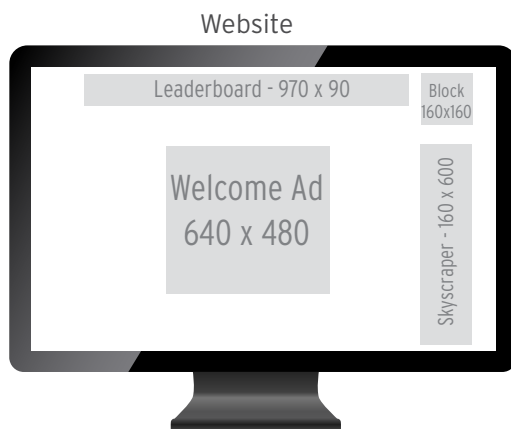 Website
Leaderboard - 970 x 90
Block
160x160
Welcome Ad
640 x 480
Skyscraper - 160 x 600